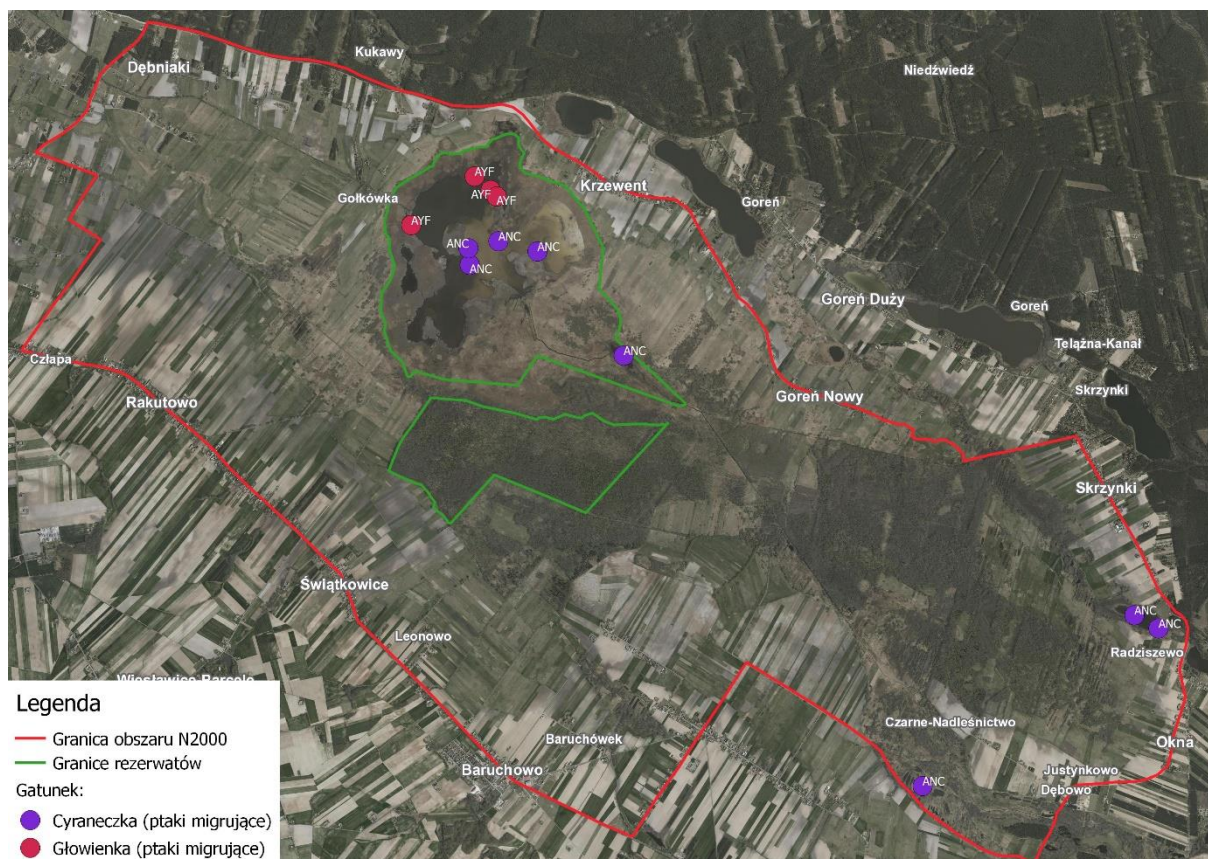 Kukawy
Dębniaki
Niedźwiedź
AYF
AYF
AYF
Krzewent
Gołkówka
Goreń
AYF
ANC
ANC
ANC
ANC
Goreń Duży
Goreń
Telążna-Kanał
ANC
Człapa
Skrzynki
Rakutowo
Goreń Nowy
Skrzynki
Świątkowice
ANC
ANC
Leonowo
Radziszewo
Wiesławice-Parcele
Legenda
Granica obszaru N2000
Granice rezerwatów
Gatunek:
Cyraneczka (ptaki migrujące)
Głowienka (ptaki migrujące)
Czarne-Nadleśnictwo
Baruchówek
Okna
Baruchowo
Justynkowo
Dębowo
ANC